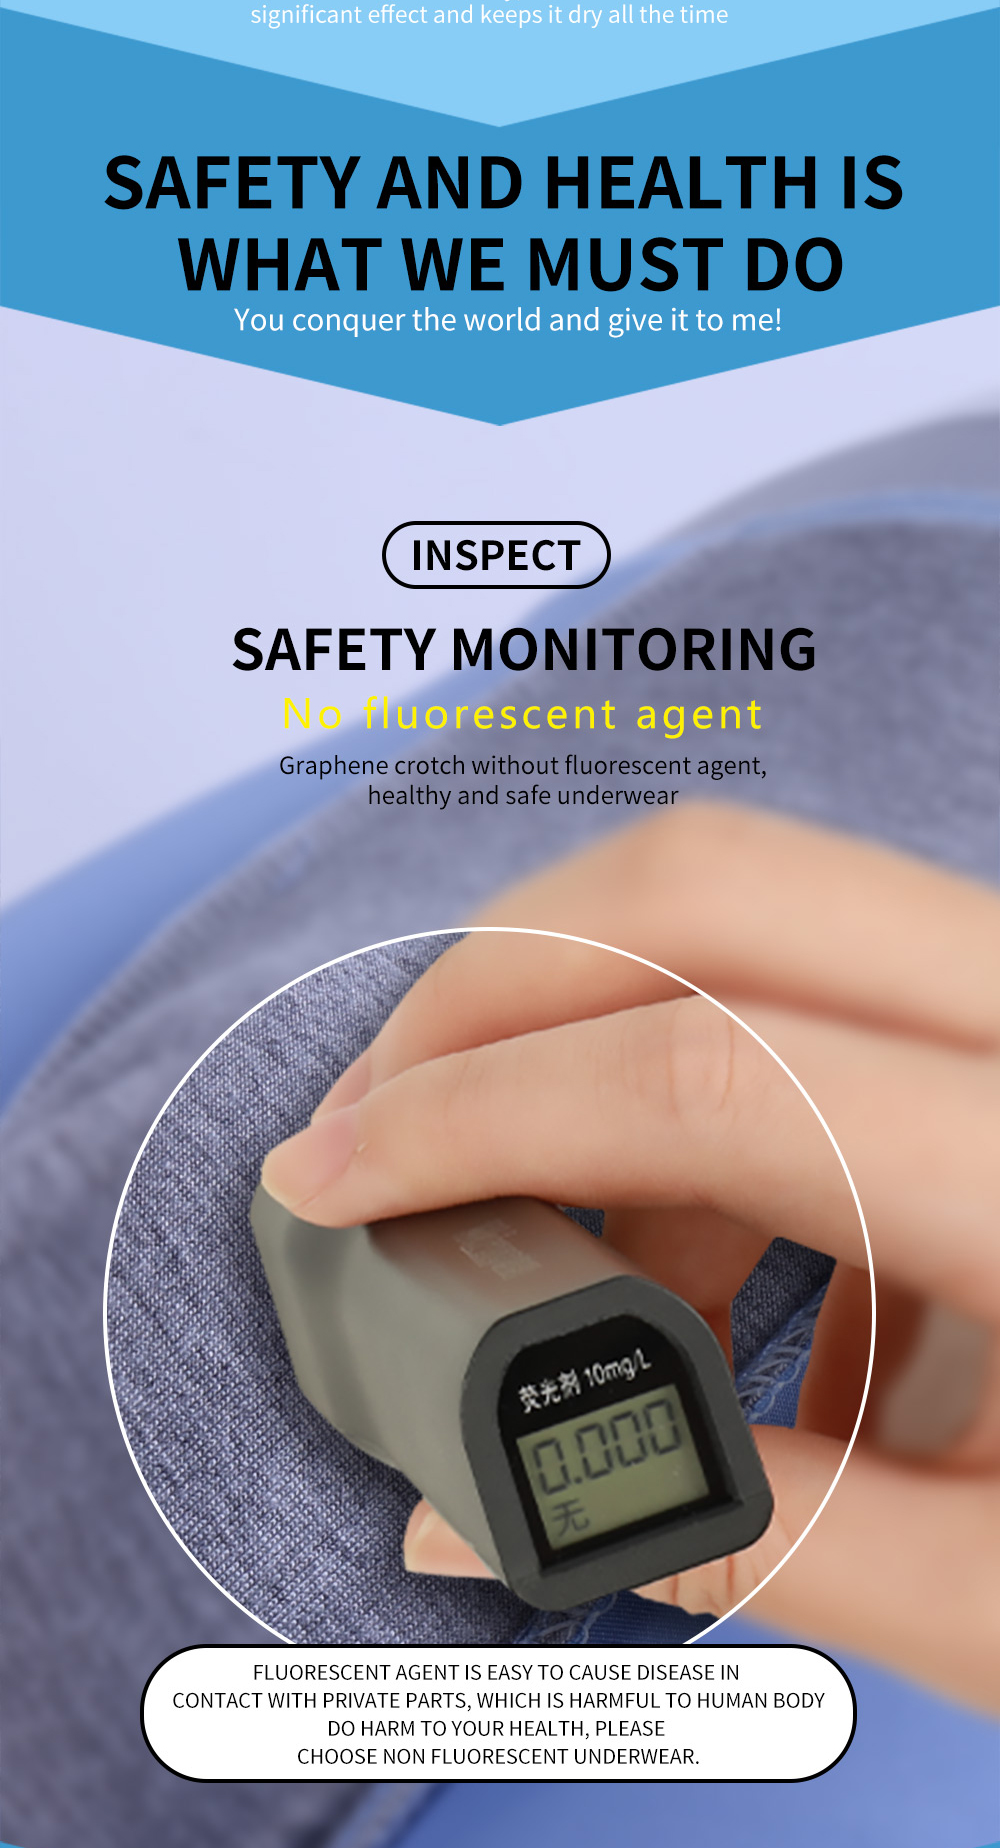 significant effect and keeps it dry all the time
SAFETY AND HEALTH IS
WHAT WE MUST DO
You conquer the world and give it to me!
INSPECT
SAFETY MONITORING
No fluorescent agent
Graphene crotch without fluorescent agent,
healthy and safe underwear
荧光剂 10mg/L
0.000
无
FLUORESCENT AGENT IS EASY TO CAUSE DISEASE IN
CONTACT WITH PRIVATE PARTS, WHICH IS HARMFUL TO HUMAN BODY
DO HARM TO YOUR HEALTH, PLEASE
CHOOSE NON FLUORESCENT UNDERWEAR.